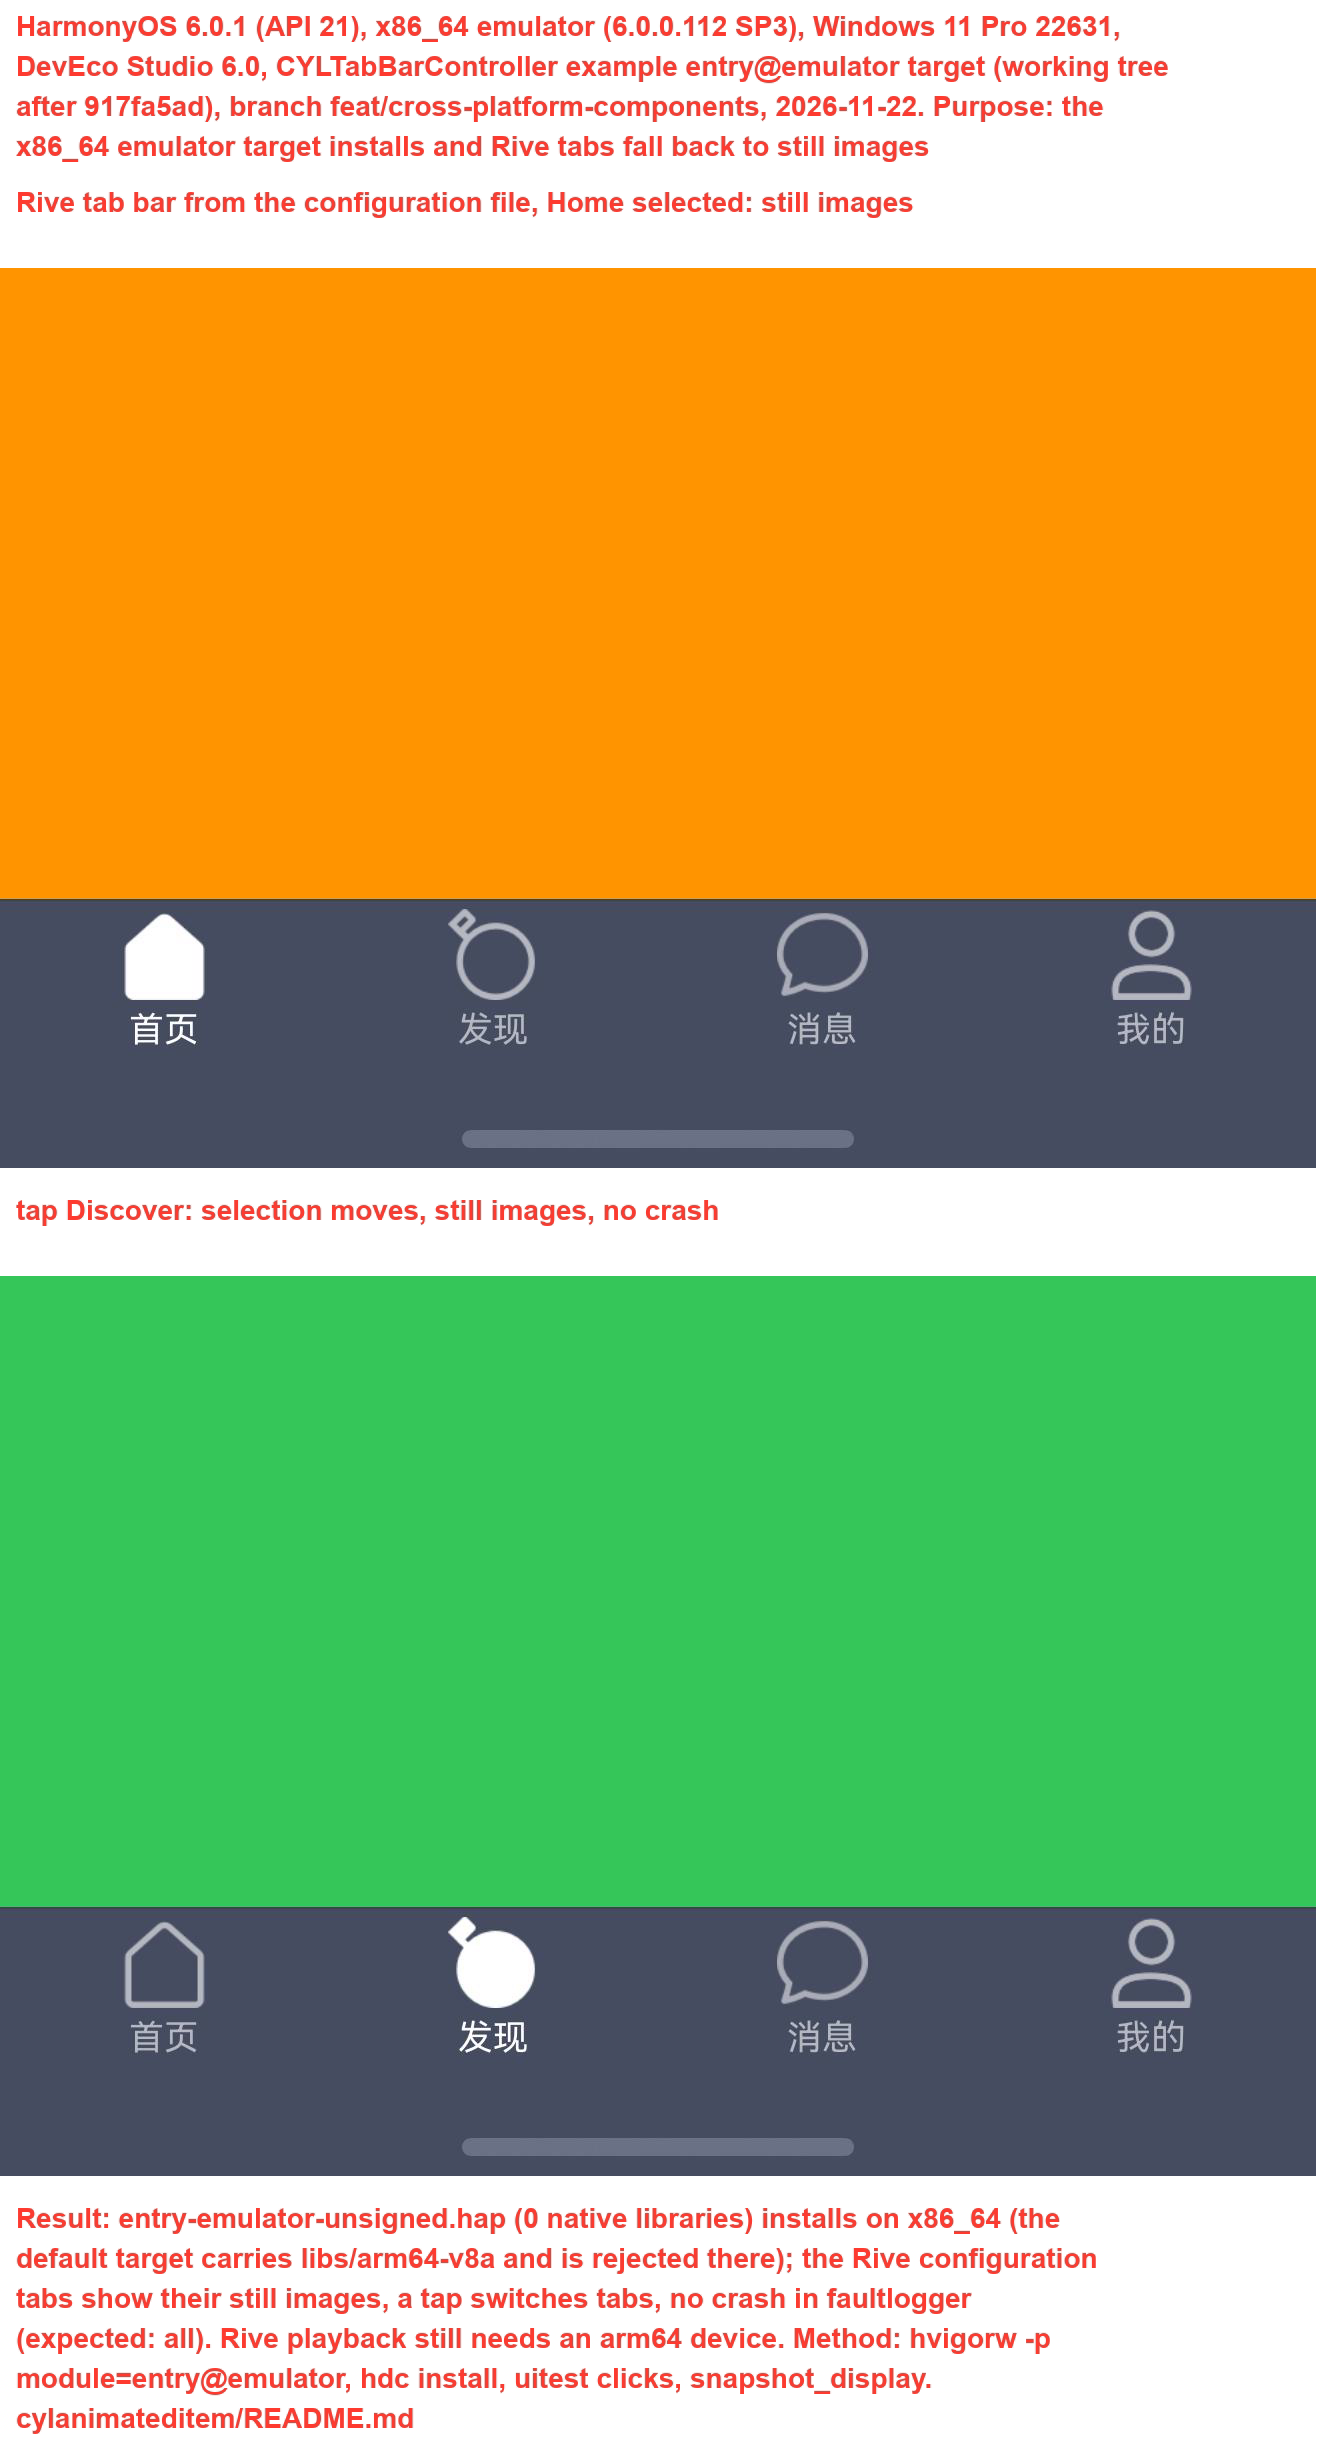 HarmonyOS 6.0.1 (API 21), x86_64 emulator (6.0.0.112 SP3), Windows 11 Pro 22631,
DevEco Studio 6.0, CYLTabBarController example entry@emulator target (working tree
after 917fa5ad), branch feat/cross-platform-components, 2026-11-22. Purpose: the
x86_64 emulator target installs and Rive tabs fall back to still images
Rive tab bar from the configuration file, Home selected: still images
首页 发现 消息 我的
tap Discover: selection moves, still images, no crash
首页 发现 消息 我的
Result: entry-emulator-unsigned.hap (0 native libraries) installs on x86_64 (the
default target carries libs/arm64-v8a and is rejected there); the Rive configuration
tabs show their still images, a tap switches tabs, no crash in faultlogger
(expected: all). Rive playback still needs an arm64 device. Method: hvigorw -p
module=entry@emulator, hdc install, uitest clicks, snapshot_display.
cylanimateditem/README.md